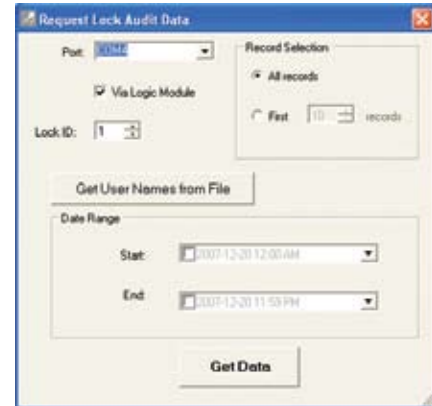 Request Lock Audit Data
Port: COM4
Record Selection
All records
Via Logic Module
First 10 records
Lock ID: 1
Get User Names from File
Date Range
Start: 2007-12-20 12:00 AM
End: 2007-12-20 11:59 PM
Get Data